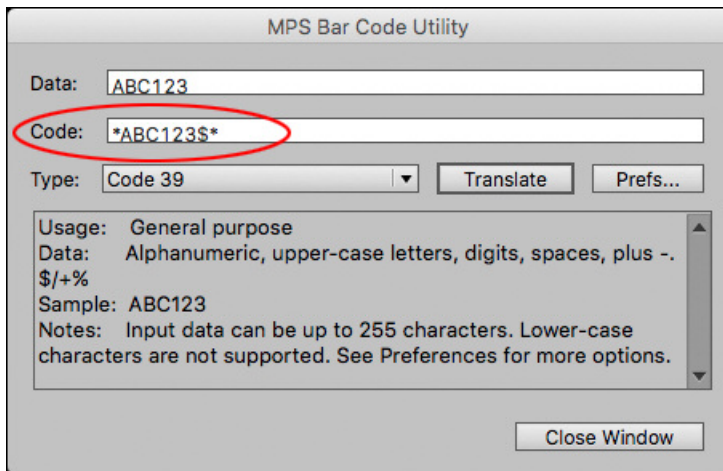 MPS Bar Code Utility
Data: ABC123
Code: *ABC123$*
Type: Code 39 Translate Prefs...
Usage: General purpose
Data: Alphanumeric, upper-case letters, digits, spaces, plus -.
$/+%
Sample: ABC123
Notes: Input data can be up to 255 characters. Lower-case
characters are not supported. See Preferences for more options.
Close Window